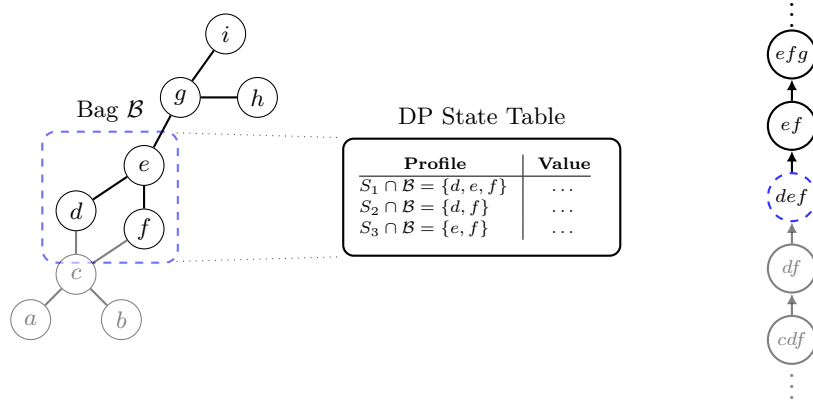 i
g
h
Bag ℬ
e
d
f
c
a
b
DP State Table
Profile Value
S₁ ∩ ℬ = {d, e, f} ...
S₂ ∩ ℬ = {d, f} ...
S₃ ∩ ℬ = {e, f} ...
efg
ef
def
df
cdf